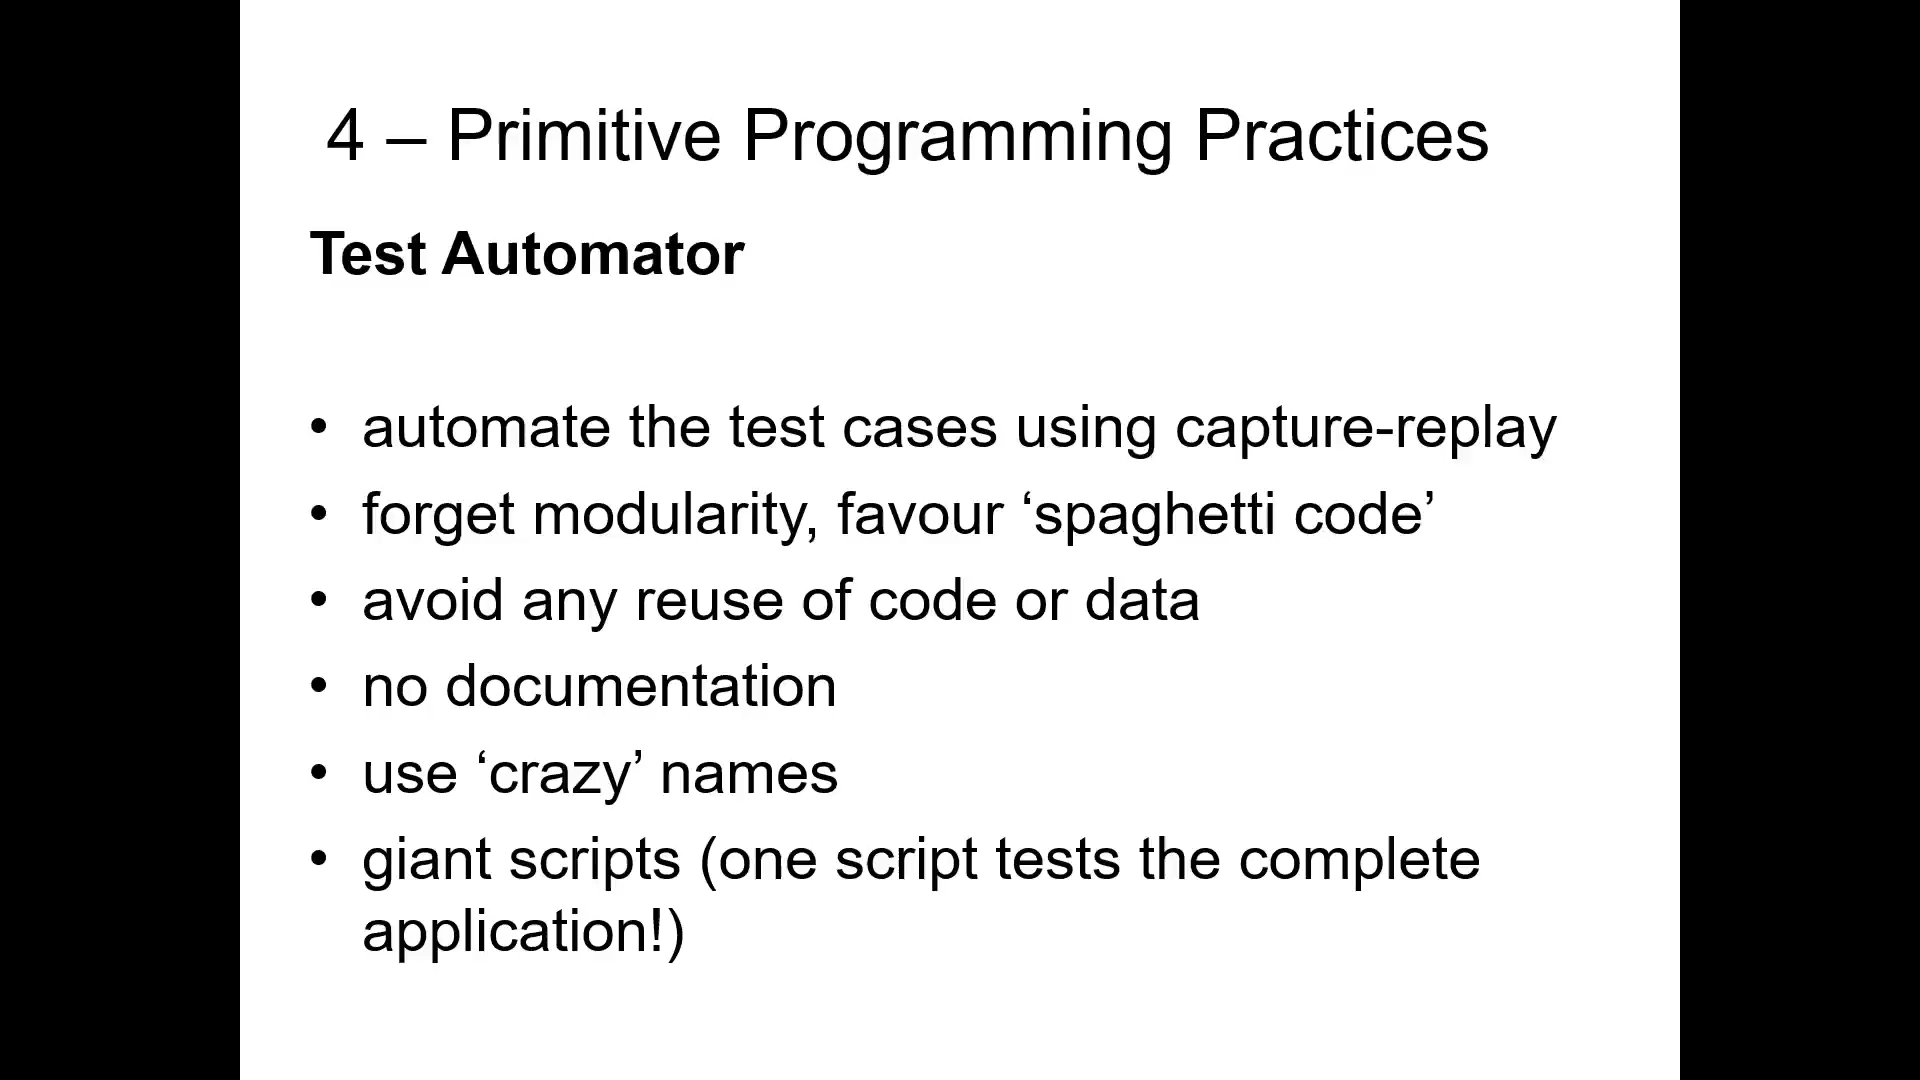 4 – Primitive Programming Practices
Test Automator
• automate the test cases using capture-replay
• forget modularity, favour ‘spaghetti code’
• avoid any reuse of code or data
• no documentation
• use ‘crazy’ names
• giant scripts (one script tests the complete
application!)